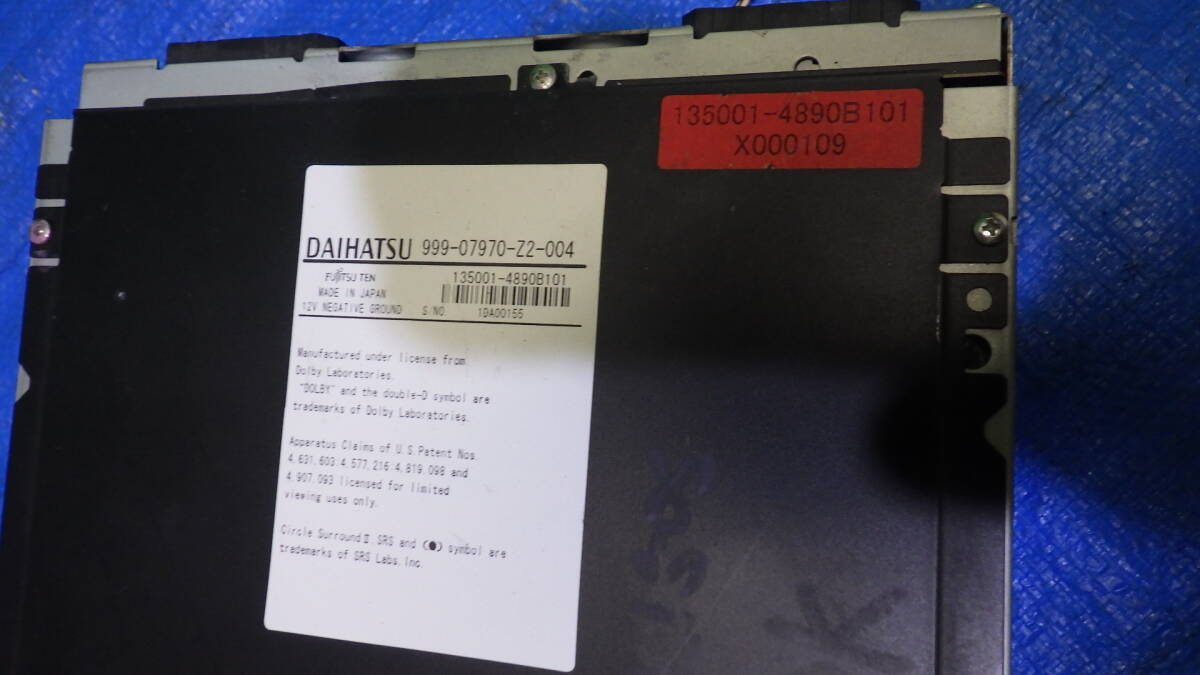 135001-4890B101
X000109
DAIHATSU 999-07970-Z2-004
FUJITSU TEN 135001-4890B101
MADE IN JAPAN
12V NEGATIVE GROUND S/NO. 1DA00155
Manufactured under license from
Dolby Laboratories.
"DOLBY" and the double-D symbol are
trademarks of Dolby Laboratories.
Apparatus Claims of U.S.Patent Nos.
4,631,603;4,577,216;4,819,098 and
4,907,093 licensed for limited
viewing uses only.
Circle Surround Ⅱ, SRS and (●) symbol are
trademarks of SRS Labs, Inc.